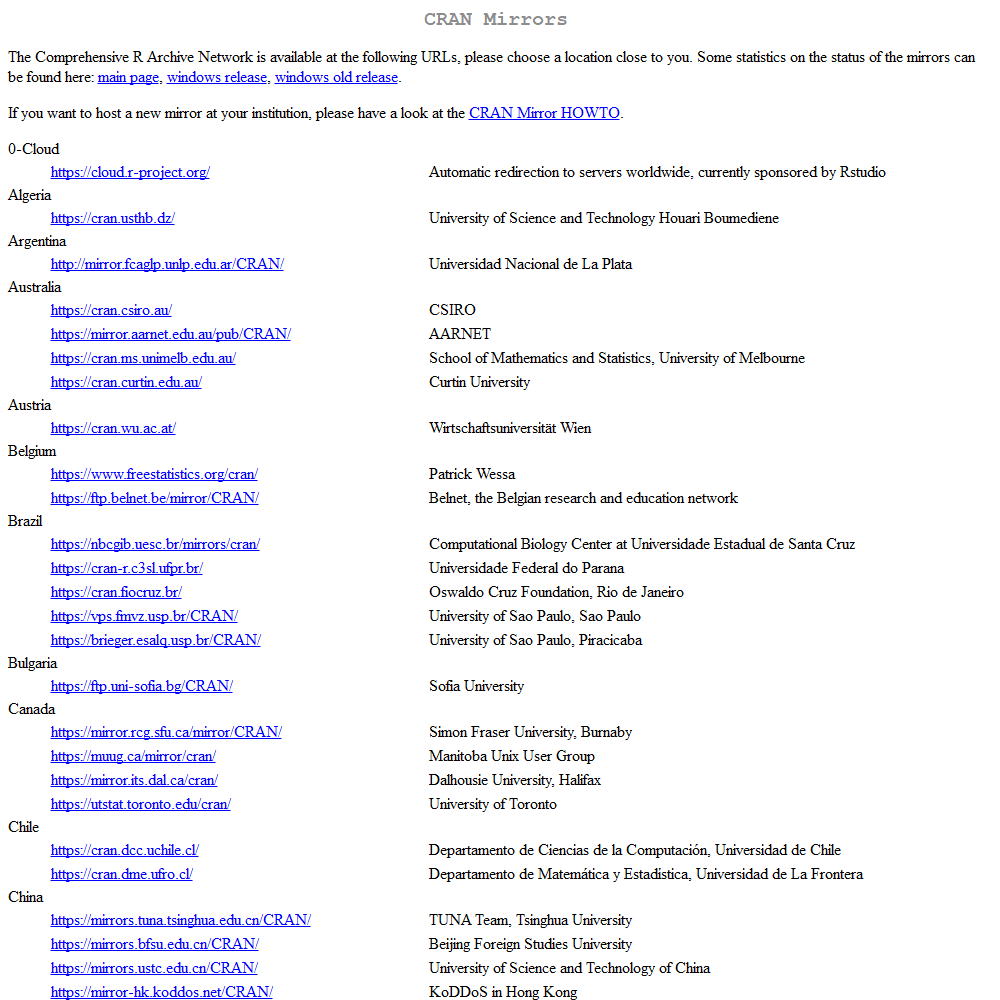 CRAN Mirrors
The Comprehensive R Archive Network is available at the following URLs, please choose a location close to you. Some statistics on the status of the mirrors can
be found here: main page, windows release, windows old release.
If you want to host a new mirror at your institution, please have a look at the CRAN Mirror HOWTO.
0-Cloud
https://cloud.r-project.org/ Automatic redirection to servers worldwide, currently sponsored by Rstudio
Algeria
https://cran.usthb.dz/ University of Science and Technology Houari Boumediene
Argentina
http://mirror.fcaglp.unlp.edu.ar/CRAN/ Universidad Nacional de La Plata
Australia
https://cran.csiro.au/ CSIRO
https://mirror.aarnet.edu.au/pub/CRAN/ AARNET
https://cran.ms.unimelb.edu.au/ School of Mathematics and Statistics, University of Melbourne
https://cran.curtin.edu.au/ Curtin University
Austria
https://cran.wu.ac.at/ Wirtschaftsuniversität Wien
Belgium
https://www.freestatistics.org/cran/ Patrick Wessa
https://ftp.belnet.be/mirror/CRAN/ Belnet, the Belgian research and education network
Brazil
https://nbcgib.uesc.br/mirrors/cran/ Computational Biology Center at Universidade Estadual de Santa Cruz
https://cran-r.c3sl.ufpr.br/ Universidade Federal do Parana
https://cran.fiocruz.br/ Oswaldo Cruz Foundation, Rio de Janeiro
https://vps.fmvz.usp.br/CRAN/ University of Sao Paulo, Sao Paulo
https://brieger.esalq.usp.br/CRAN/ University of Sao Paulo, Piracicaba
Bulgaria
https://ftp.uni-sofia.bg/CRAN/ Sofia University
Canada
https://mirror.rcg.sfu.ca/mirror/CRAN/ Simon Fraser University, Burnaby
https://muug.ca/mirror/cran/ Manitoba Unix User Group
https://mirror.its.dal.ca/cran/ Dalhousie University, Halifax
https://utstat.toronto.edu/cran/ University of Toronto
Chile
https://cran.dcc.uchile.cl/ Departamento de Ciencias de la Computación, Universidad de Chile
https://cran.dme.ufro.cl/ Departamento de Matemática y Estadística, Universidad de La Frontera
China
https://mirrors.tuna.tsinghua.edu.cn/CRAN/ TUNA Team, Tsinghua University
https://mirrors.bfsu.edu.cn/CRAN/ Beijing Foreign Studies University
https://mirrors.ustc.edu.cn/CRAN/ University of Science and Technology of China
https://mirror-hk.koddos.net/CRAN/ KoDDoS in Hong Kong